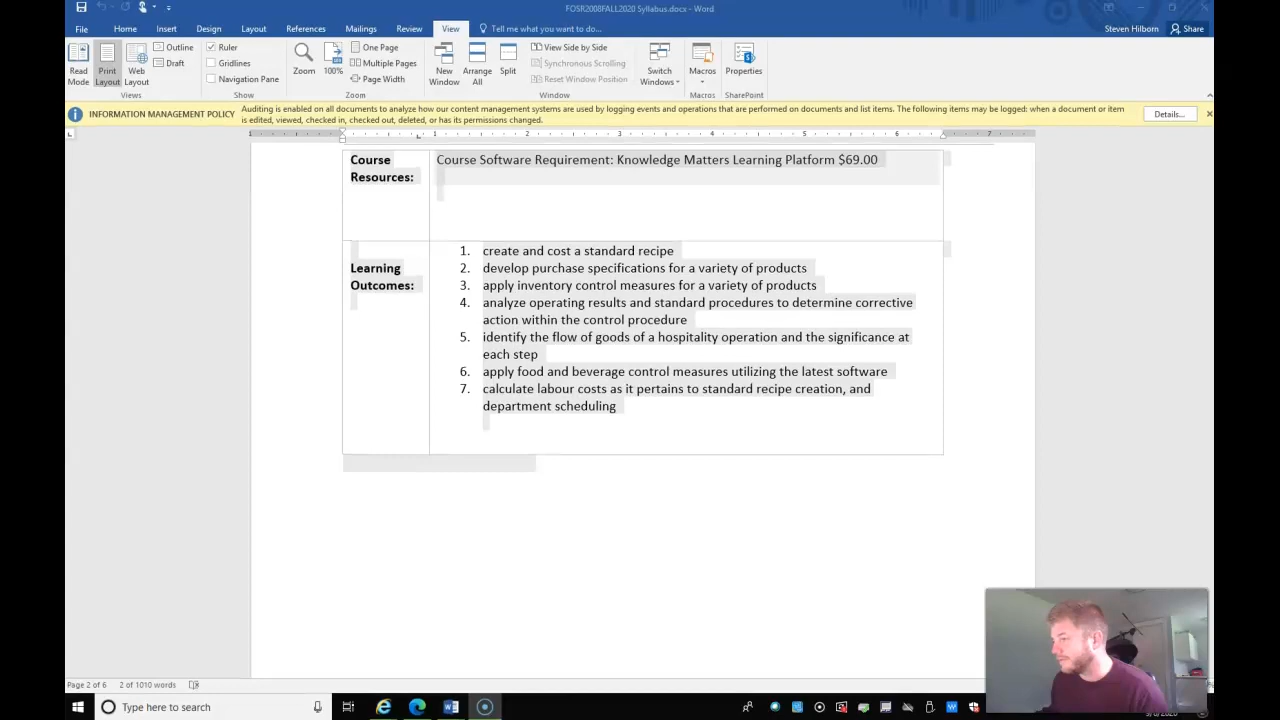 FOSR2008FALL2020 Syllabus.docx - Word
File Home Insert Design Layout References Mailings Review View Tell me what you want to do... Steven Hilborn Share
Read Mode
Print Layout
Web Layout
Outline
Draft
Views
Ruler
Gridlines
Navigation Pane
Show
Zoom
100%
One Page
Multiple Pages
Page Width
Zoom
New Window
Arrange All
Split
View Side by Side
Synchronous Scrolling
Reset Window Position
Window
Switch Windows
Macros
Macros
Properties
SharePoint
INFORMATION MANAGEMENT POLICY
Auditing is enabled on all documents to analyze how our content management systems are used by logging events and operations that are performed on documents and list items. The following items may be logged: when a document or item
is edited, viewed, checked in, checked out, deleted, or has its permissions changed.
Details...
1 1 2 3 4 5 6 7
Course
Resources:
Course Software Requirement: Knowledge Matters Learning Platform $69.00
Learning
Outcomes:
1. create and cost a standard recipe
2. develop purchase specifications for a variety of products
3. apply inventory control measures for a variety of products
4. analyze operating results and standard procedures to determine corrective
action within the control procedure
5. identify the flow of goods of a hospitality operation and the significance at
each step
6. apply food and beverage control measures utilizing the latest software
7. calculate labour costs as it pertains to standard recipe creation, and
department scheduling
Page 2 of 6 2 of 1010 words
Type here to search